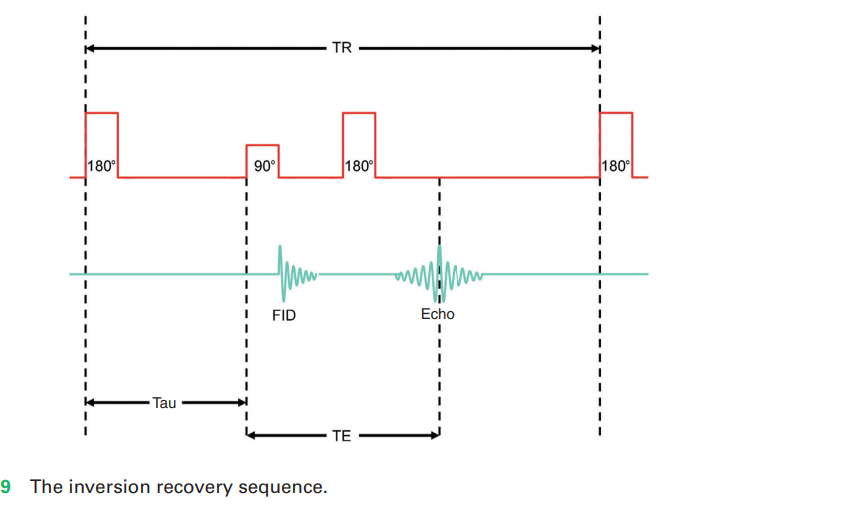 TR
180°
90°
180°
180°
FID
Echo
Tau
TE
9 The inversion recovery sequence.